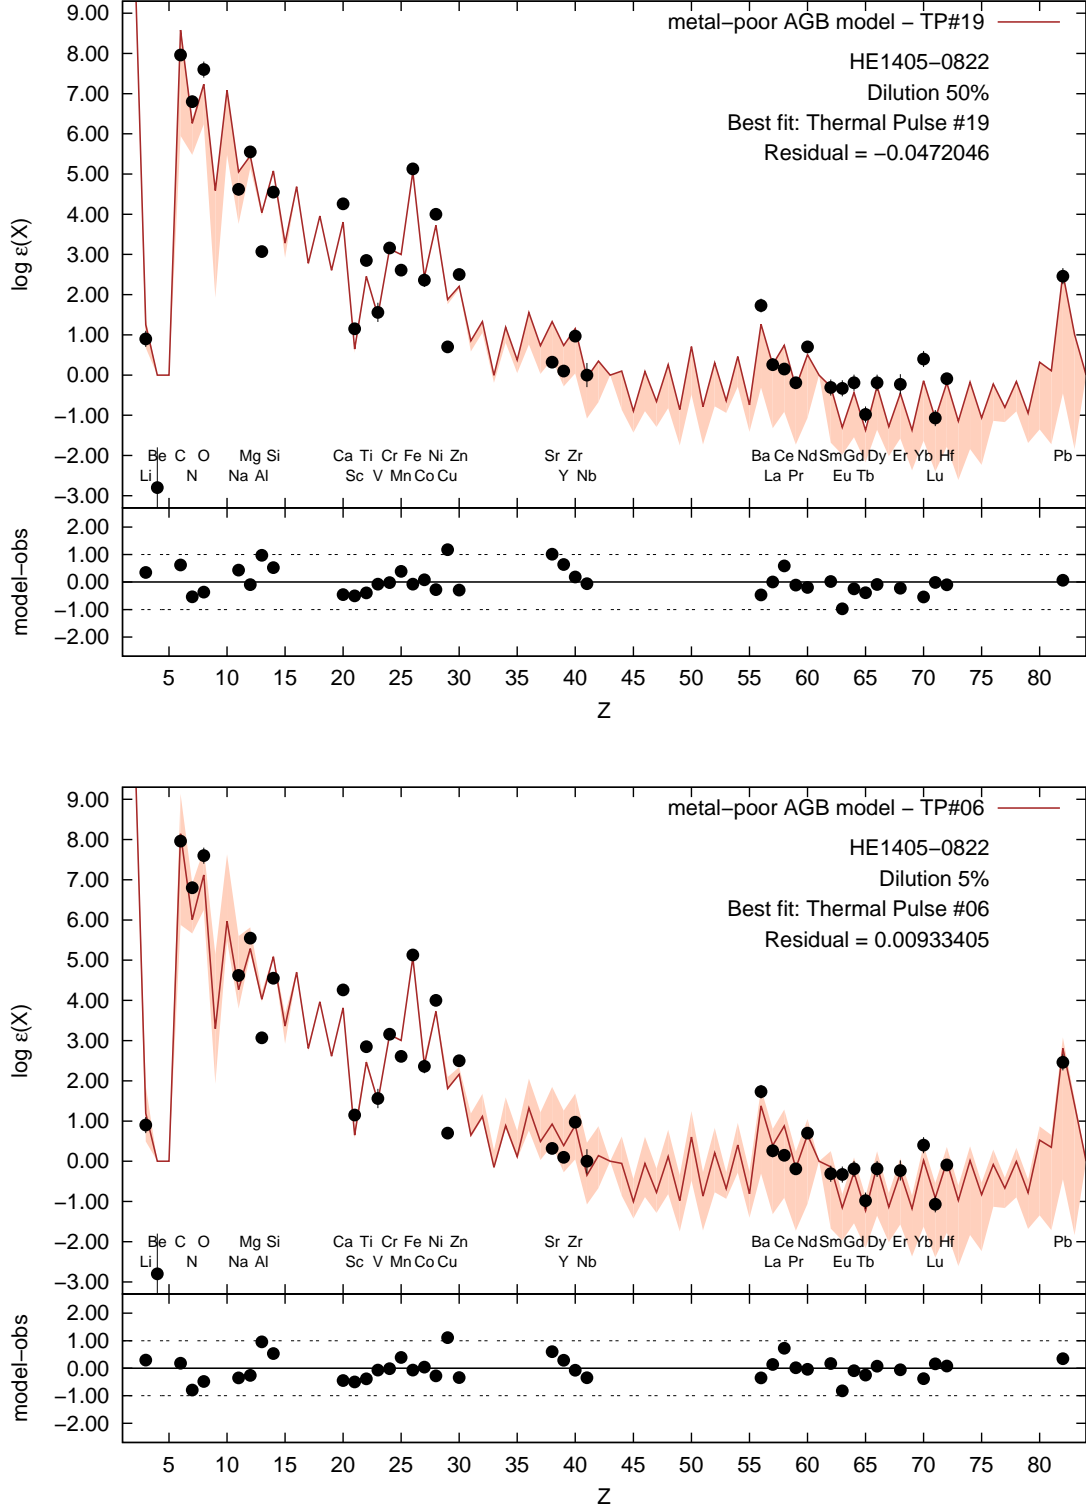 metal−poor AGB model − TP#19
HE1405−0822
Dilution 50%
Best fit: Thermal Pulse #19
Residual = −0.0472046
log ε(X)
9.00
8.00
7.00
6.00
5.00
4.00
3.00
2.00
1.00
0.00
−1.00
−2.00
−3.00
Be C O Mg Si Ca Ti Cr Fe Ni Zn Sr Zr Ba Ce Nd Sm Gd Dy Er Yb Hf Pb
Li N Na Al Sc V Mn Co Cu Y Nb La Pr Eu Tb Lu
model−obs
2.00
1.00
0.00
−1.00
−2.00
5 10 15 20 25 30 35 40 45 50 55 60 65 70 75 80
Z
metal−poor AGB model − TP#06
HE1405−0822
Dilution 5%
Best fit: Thermal Pulse #06
Residual = 0.00933405
log ε(X)
9.00
8.00
7.00
6.00
5.00
4.00
3.00
2.00
1.00
0.00
−1.00
−2.00
−3.00
Be C O Mg Si Ca Ti Cr Fe Ni Zn Sr Zr Ba Ce Nd Sm Gd Dy Er Yb Hf Pb
Li N Na Al Sc V Mn Co Cu Y Nb La Pr Eu Tb Lu
model−obs
2.00
1.00
0.00
−1.00
−2.00
5 10 15 20 25 30 35 40 45 50 55 60 65 70 75 80
Z